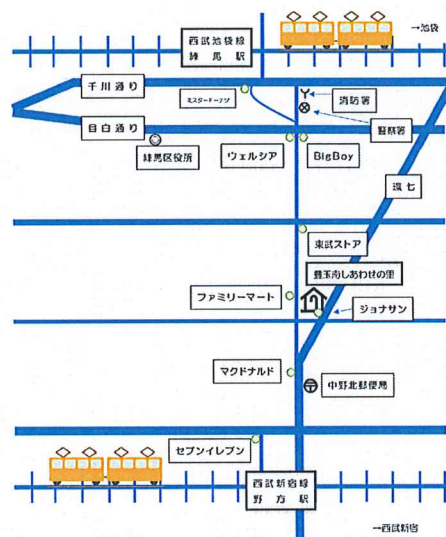 →池袋
西武池袋線
練馬駅
千川通り
ミスタードーナツ
消防署
警察署
目白通り
練馬区役所
ウェルシア
BigBoy
環七
東武ストア
豊玉南しあわせの里
ファミリーマート
ジョナサン
マクドナルド
中野北郵便局
セブンイレブン
西武新宿線
野方駅
→西武新宿